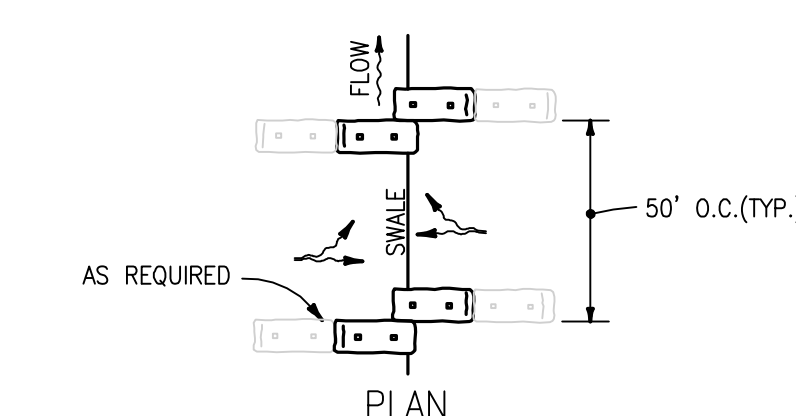 FLOW
50' O.C.(TYP.)
SWALE
AS REQUIRED
PLAN